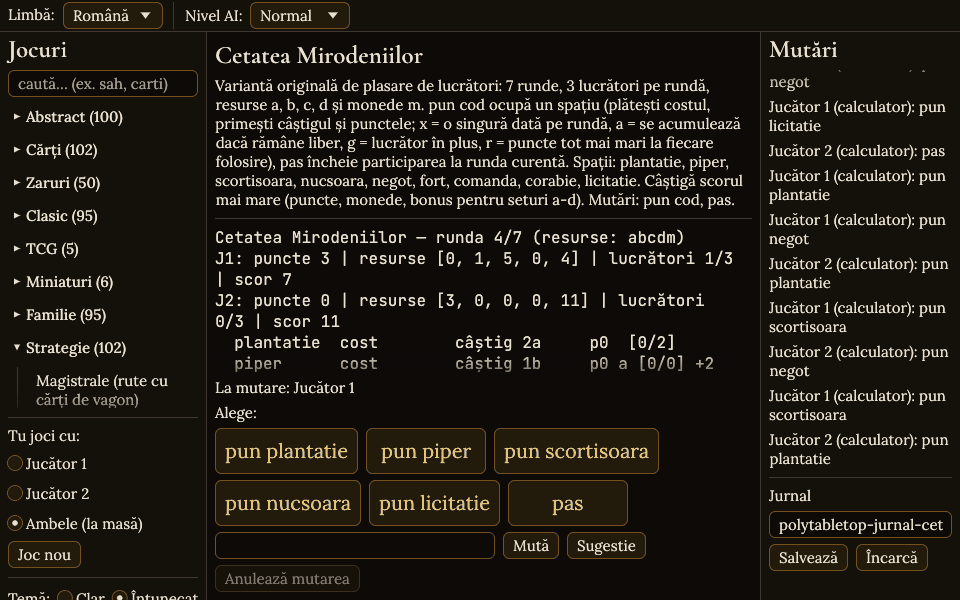 Limbă: Română Nivel AI: Normal
Jocuri
caută... (ex. sah, carti)
Abstract (100)
Cărți (102)
Zaruri (50)
Clasic (95)
TCG (5)
Miniaturi (6)
Familie (95)
Strategie (102)
Magistrale (rute cu
cărți de vagon)
Tu joci cu:
Jucător 1
Jucător 2
Ambele (la masă)
Joc nou
Temă: Clar Întunecat
Cetatea Mirodeniilor
Variantă originală de plasare de lucrători: 7 runde, 3 lucrători pe rundă,
resurse a, b, c, d și monede m. pun cod ocupă un spațiu (plătești costul,
primești câștigul și punctele; x = o singură dată pe rundă, a = se acumulează
dacă rămâne liber, g = lucrător în plus, r = puncte tot mai mari la fiecare
folosire), pas încheie participarea la runda curentă. Spații: plantatie, piper,
scortisoara, nucsoara, negot, fort, comanda, corabie, licitatie. Câștigă scorul
mai mare (puncte, monede, bonus pentru seturi a-d). Mutări: pun cod, pas.
Cetatea Mirodeniilor — runda 4/7 (resurse: abcdm)
J1: puncte 3 | resurse [0, 1, 5, 0, 4] | lucrători 1/3
| scor 7
J2: puncte 0 | resurse [3, 0, 0, 0, 11] | lucrători
0/3 | scor 11
plantatie cost câștig 2a p0 [0/2]
piper cost câștig 1b p0 a [0/0] +2
La mutare: Jucător 1
Alege:
pun plantatie pun piper pun scortisoara
pun nucsoara pun licitatie pas
Mută Sugestie
Anulează mutarea
Mutări
negot
Jucător 1 (calculator): pun
licitatie
Jucător 2 (calculator): pas
Jucător 1 (calculator): pun
plantatie
Jucător 1 (calculator): pun
negot
Jucător 2 (calculator): pun
plantatie
Jucător 1 (calculator): pun
scortisoara
Jucător 2 (calculator): pun
negot
Jucător 1 (calculator): pun
scortisoara
Jucător 2 (calculator): pun
plantatie
Jurnal
polytabletop-jurnal-cet
Salvează Încarcă